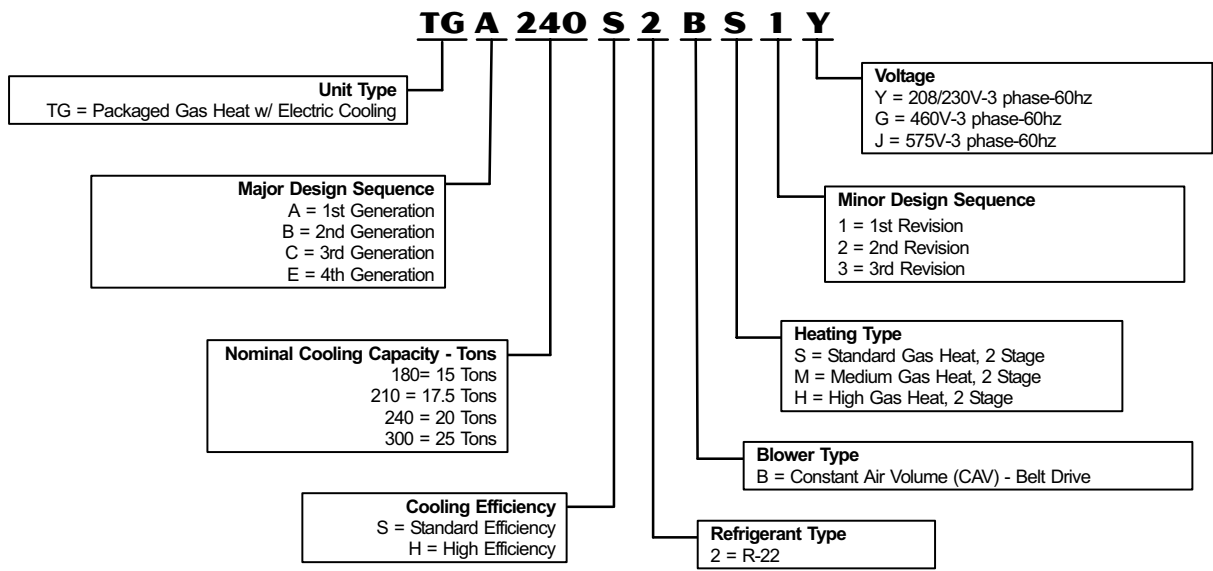 TG A 240 S 2 B S 1 Y
Unit Type
TG = Packaged Gas Heat w/ Electric Cooling
Major Design Sequence
A = 1st Generation
B = 2nd Generation
C = 3rd Generation
E = 4th Generation
Nominal Cooling Capacity - Tons
180= 15 Tons
210 = 17.5 Tons
240 = 20 Tons
300 = 25 Tons
Cooling Efficiency
S = Standard Efficiency
H = High Efficiency
Voltage
Y = 208/230V-3 phase-60hz
G = 460V-3 phase-60hz
J = 575V-3 phase-60hz
Minor Design Sequence
1 = 1st Revision
2 = 2nd Revision
3 = 3rd Revision
Heating Type
S = Standard Gas Heat, 2 Stage
M = Medium Gas Heat, 2 Stage
H = High Gas Heat, 2 Stage
Blower Type
B = Constant Air Volume (CAV) - Belt Drive
Refrigerant Type
2 = R-22